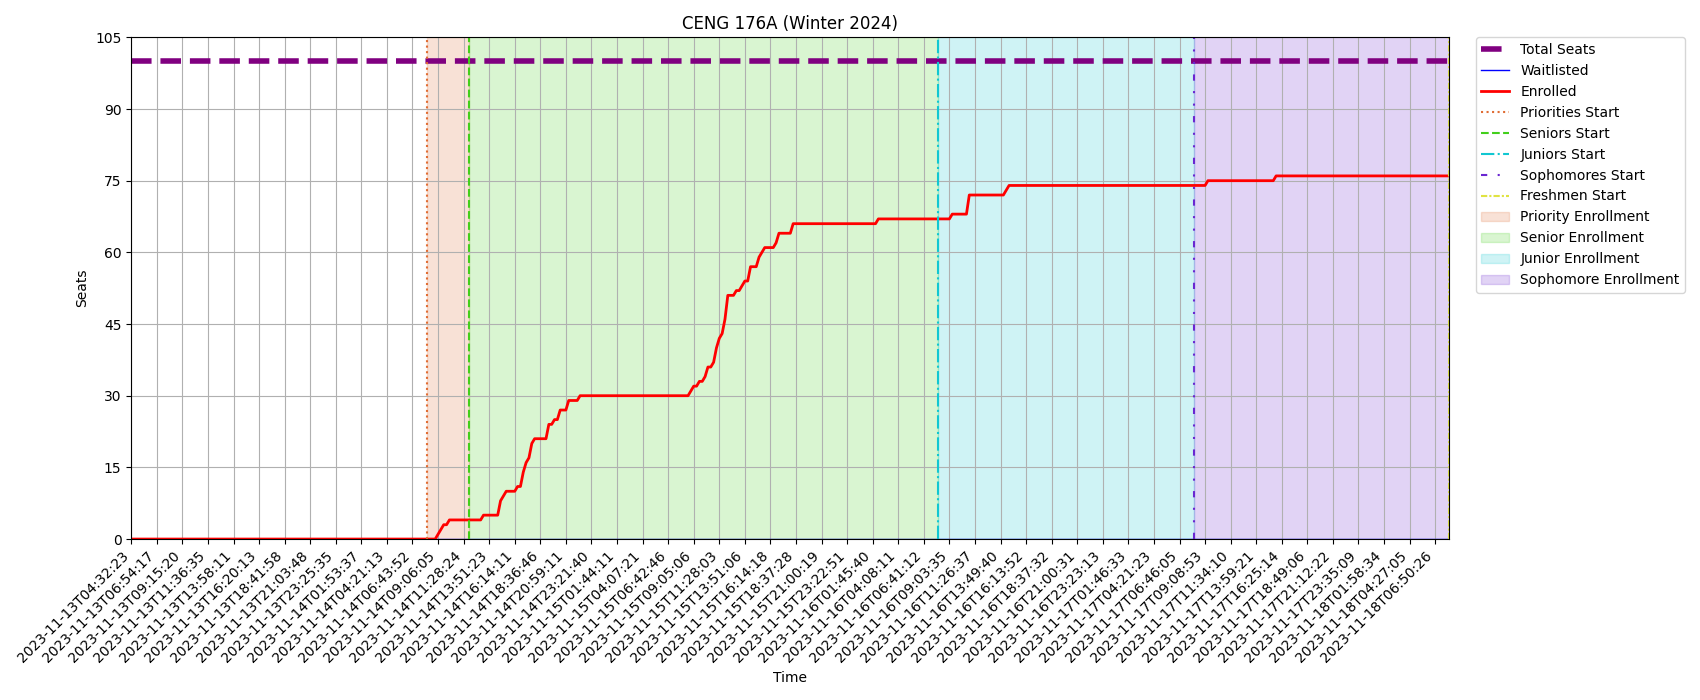 CENG 176A (Winter 2024)
105
90
75
60
45
30
15
0
Seats
2023-11-13T04:32:23
2023-11-13T06:54:17
2023-11-13T09:15:20
2023-11-13T11:36:35
2023-11-13T13:58:11
2023-11-13T16:20:13
2023-11-13T18:41:58
2023-11-13T21:03:48
2023-11-13T23:25:35
2023-11-14T01:53:37
2023-11-14T04:21:13
2023-11-14T06:43:52
2023-11-14T09:06:05
2023-11-14T11:28:24
2023-11-14T13:51:23
2023-11-14T16:14:11
2023-11-14T18:36:46
2023-11-14T20:59:11
2023-11-14T23:21:40
2023-11-15T01:44:11
2023-11-15T04:07:21
2023-11-15T06:42:46
2023-11-15T09:05:06
2023-11-15T11:28:03
2023-11-15T13:51:06
2023-11-15T16:14:18
2023-11-15T18:37:28
2023-11-15T21:00:19
2023-11-15T23:22:51
2023-11-16T01:45:40
2023-11-16T04:08:11
2023-11-16T06:41:12
2023-11-16T09:03:35
2023-11-16T11:26:37
2023-11-16T13:49:40
2023-11-16T16:13:52
2023-11-16T18:37:32
2023-11-16T21:00:31
2023-11-16T23:23:13
2023-11-17T01:46:33
2023-11-17T04:21:23
2023-11-17T06:46:05
2023-11-17T09:08:53
2023-11-17T11:34:10
2023-11-17T13:59:21
2023-11-17T16:25:14
2023-11-17T18:49:06
2023-11-17T21:12:22
2023-11-17T23:35:09
2023-11-18T01:58:34
2023-11-18T04:27:05
2023-11-18T06:50:26
Time
Total Seats
Waitlisted
Enrolled
Priorities Start
Seniors Start
Juniors Start
Sophomores Start
Freshmen Start
Priority Enrollment
Senior Enrollment
Junior Enrollment
Sophomore Enrollment